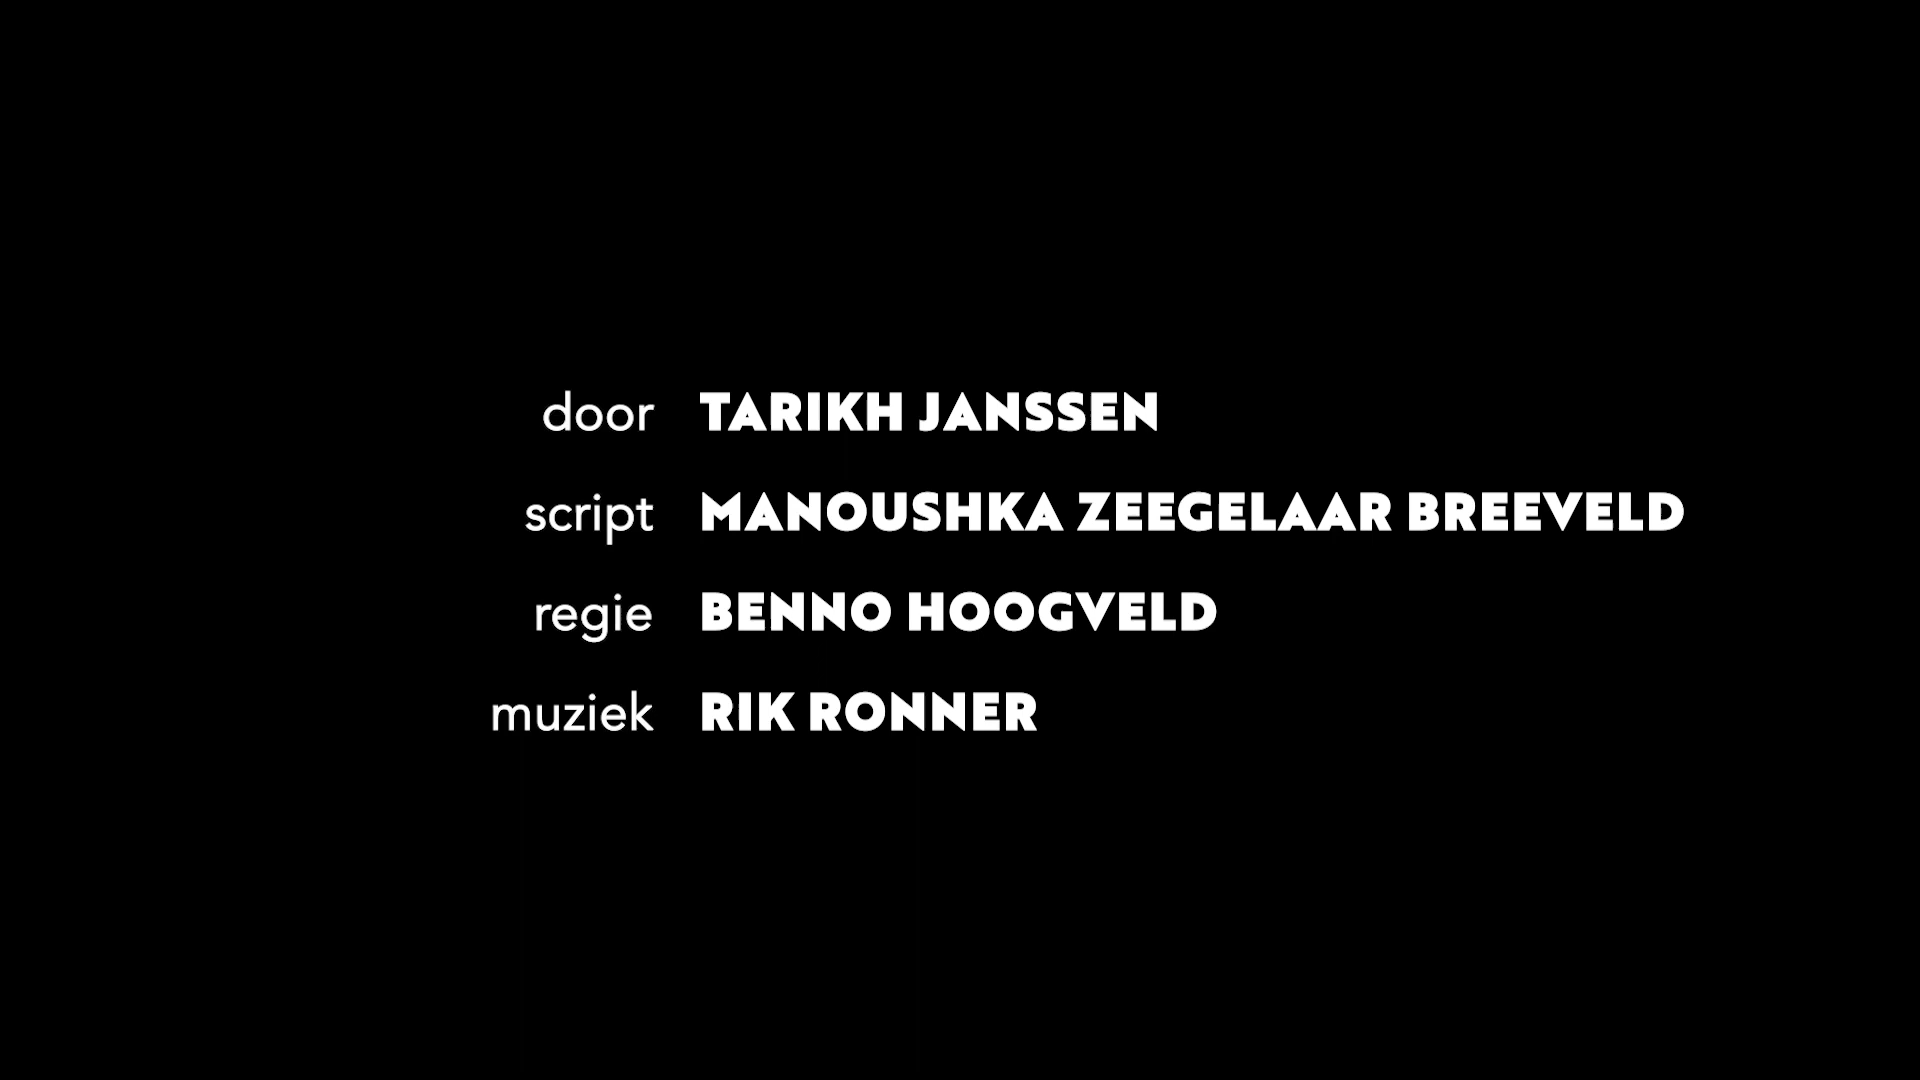 door TARIKH JANSSEN
script MANOUSHKA ZEEGELAAR BREEVELD
regie BENNO HOOGVELD
muziek RIK RONNER